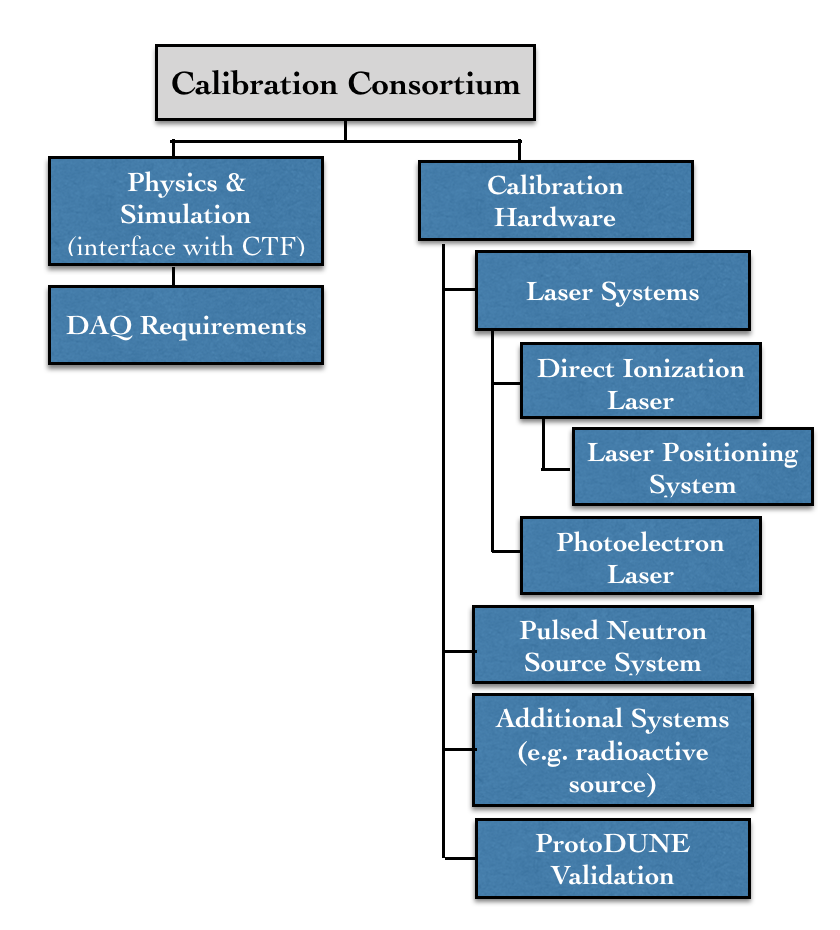 Calibration Consortium
Physics &
Simulation
(interface with CTF)
DAQ Requirements
Calibration
Hardware
Laser Systems
Direct Ionization
Laser
Laser Positioning
System
Photoelectron
Laser
Pulsed Neutron
Source System
Additional Systems
(e.g. radioactive
source)
ProtoDUNE
Validation